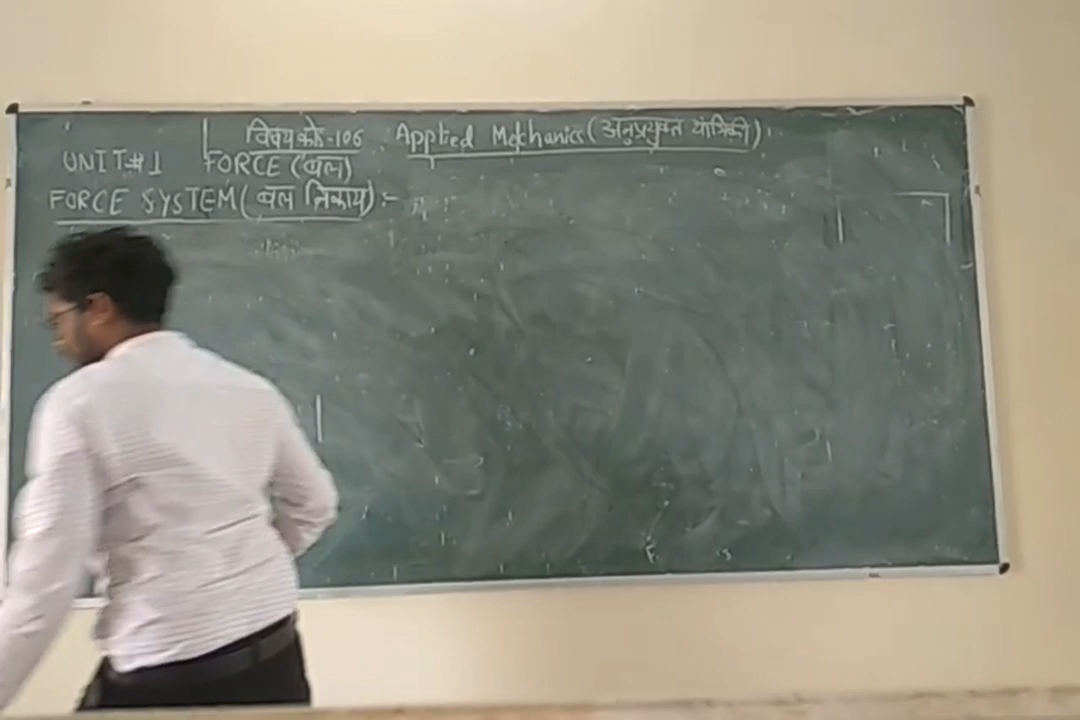 विषय कोड-106 Applied Mechanics (अनुप्रयुक्त यांत्रिकी)
UNIT#1 FORCE (बल)
FORCE SYSTEM (बल निकाय) :-